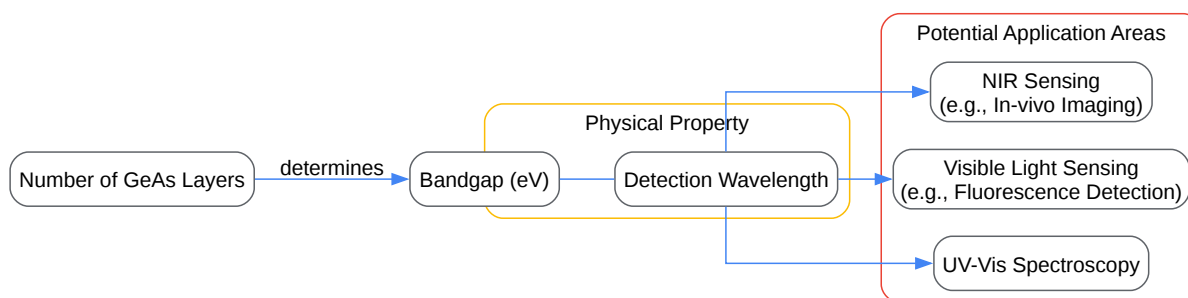 Potential Application Areas
NIR Sensing
(e.g., In-vivo Imaging)
Physical Property
Number of GeAs Layers
determines
Bandgap (eV)
Detection Wavelength
Visible Light Sensing
(e.g., Fluorescence Detection)
UV-Vis Spectroscopy